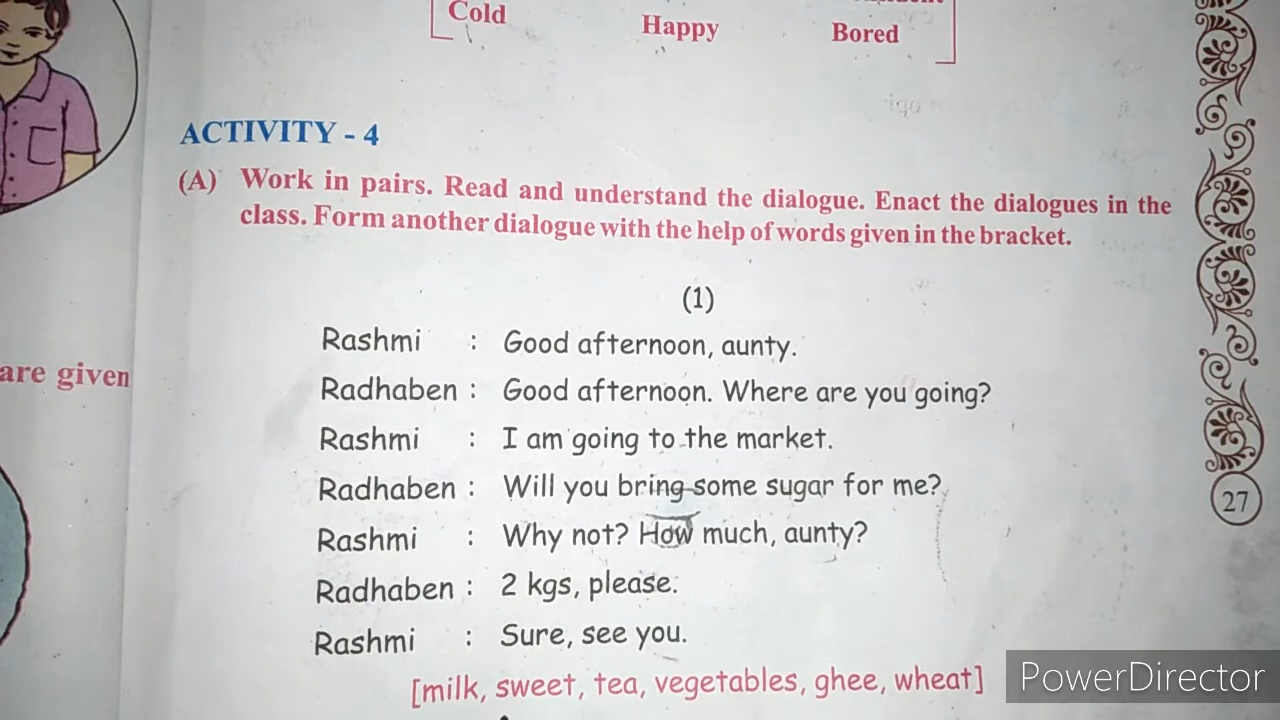 Cold Happy Bored
ACTIVITY - 4
(A) Work in pairs. Read and understand the dialogue. Enact the dialogues in the
class. Form another dialogue with the help of words given in the bracket.
(1)
Rashmi : Good afternoon, aunty.
Radhaben : Good afternoon. Where are you going?
are given
Rashmi : I am going to the market.
Radhaben : Will you bring some sugar for me?
27
Rashmi : Why not? How much, aunty?
Radhaben : 2 kgs, please.
Rashmi : Sure, see you.
[milk, sweet, tea, vegetables, ghee, wheat]
PowerDirector